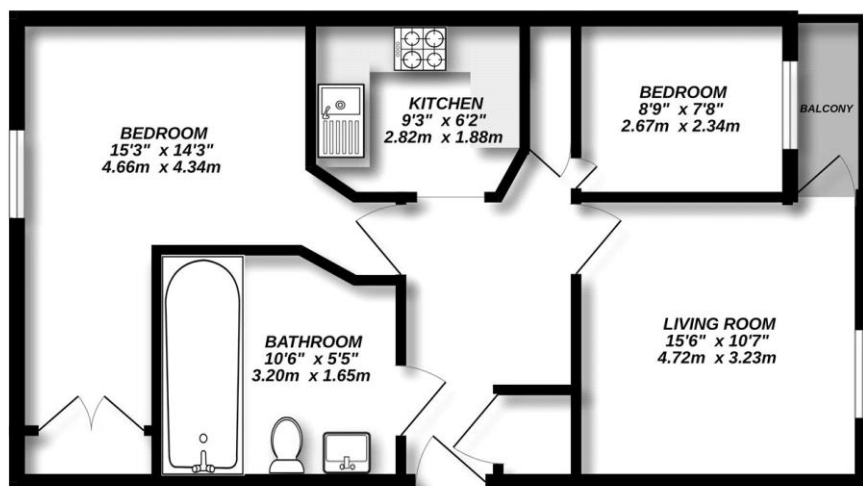 BEDROOM
15'3" x 14'3"
4.66m x 4.34m
KITCHEN
9'3" x 6'2"
2.82m x 1.88m
BEDROOM
8'9" x 7'8"
2.67m x 2.34m
BALCONY
BATHROOM
10'6" x 5'5"
3.20m x 1.65m
LIVING ROOM
15'6" x 10'7"
4.72m x 3.23m